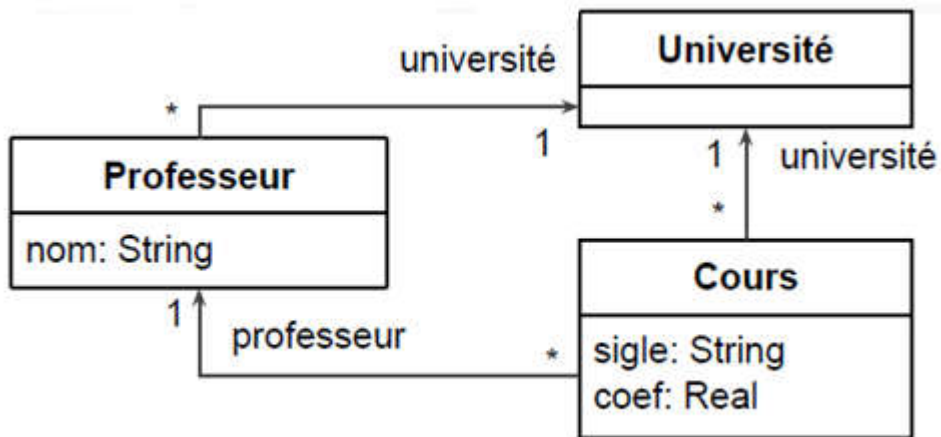 université
Université
*
1
1
université
Professeur
*
nom: String
Cours
1
professeur
*
sigle: String
coef: Real